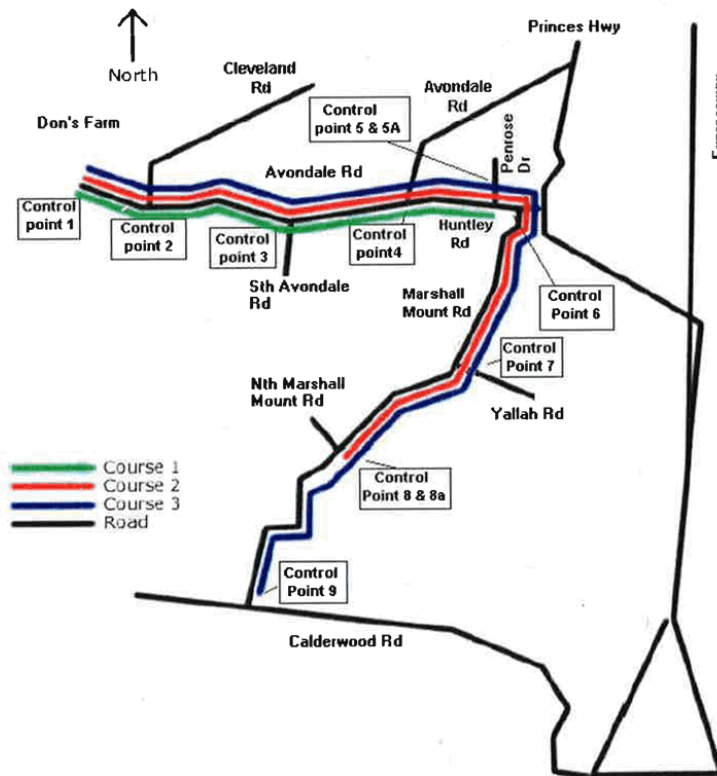 Princes Hwy
North
Cleveland
Rd
Avondale
Rd
Don's Farm
Control
point 5 & 5A
Penrose
Dr
Avondale Rd
Control
point 1
Control
point 2
Control
point 3
Control
point4
Huntley
Rd
Sth Avondale
Rd
Marshall
Mount Rd
Control
Point 6
Control
Point 7
Nth Marshall
Mount Rd
Yallah Rd
Course 1
Course 2
Course 3
Road
Control
Point 8 & 8a
Control
Point 9
Calderwood Rd